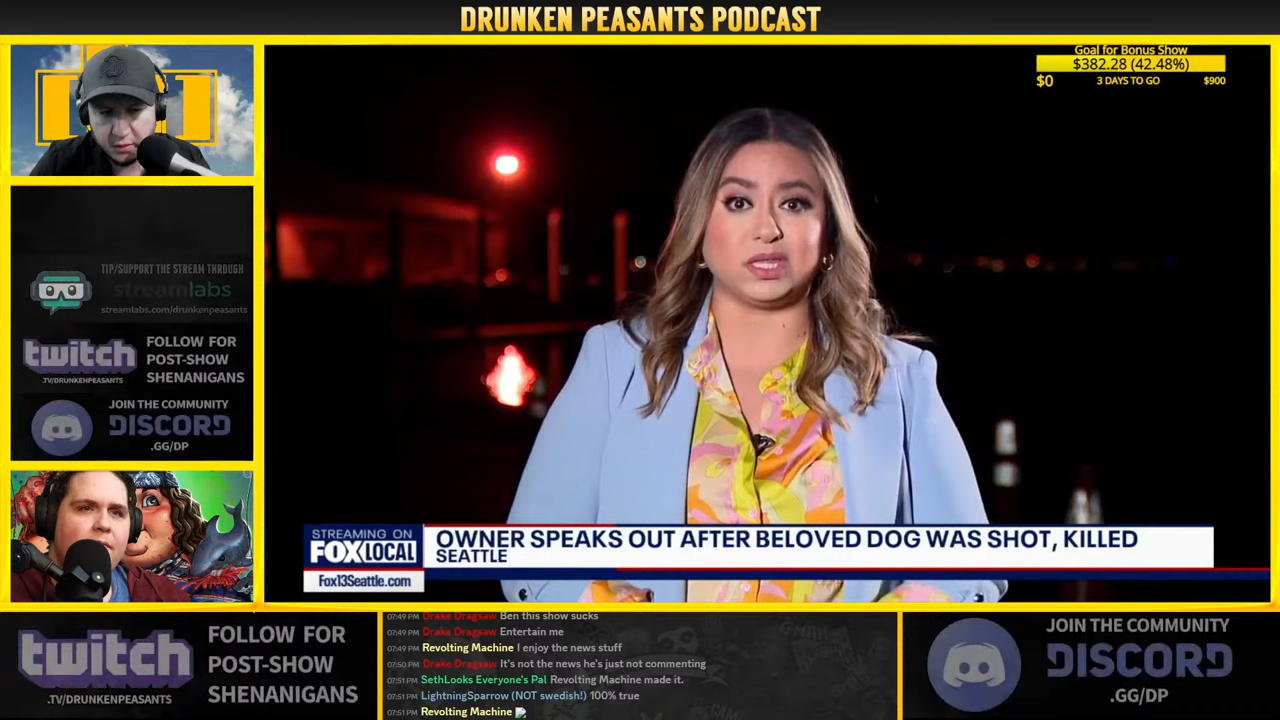 DRUNKEN PEASANTS PODCAST
Goal for Bonus Show
$382.28 (42.48%)
$0 3 DAYS TO GO $900
TIP/SUPPORT THE STREAM THROUGH
streamlabs
streamlabs.com/drunkenpeasants
twitch
.TV/DRUNKENPEASANTS
FOLLOW FOR
POST-SHOW
SHENANIGANS
JOIN THE COMMUNITY
DISCORD
.GG/DP
STREAMING ON
FOX LOCAL
Fox13Seattle.com
OWNER SPEAKS OUT AFTER BELOVED DOG WAS SHOT, KILLED
SEATTLE
twitch
.TV/DRUNKENPEASANTS
FOLLOW FOR
POST-SHOW
SHENANIGANS
07:49 PM Drake Dragsaw Ben this show sucks
07:49 PM Drake Dragsaw Entertain me
07:49 PM Revolting Machine I enjoy the news stuff
07:50 PM Drake Dragsaw It's not the news he's just not commenting
07:51 PM SethLooks Everyone's Pal Revolting Machine made it.
07:51 PM LightningSparrow (NOT swedish!) 100% true
07:51 PM Revolting Machine
JOIN THE COMMUNITY
DISCORD
.GG/DP